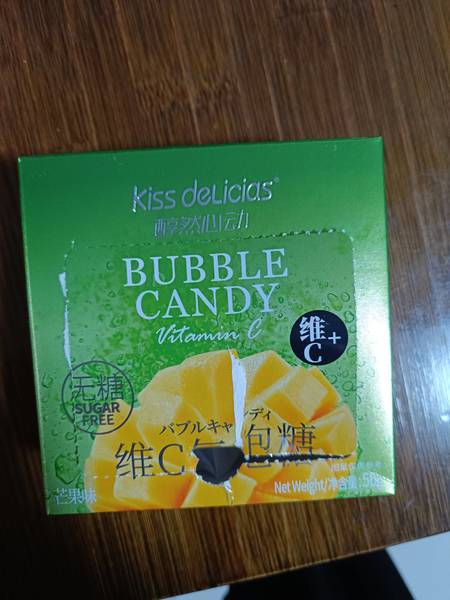 Kiss deLicias®
醇然心动
BUBBLE
CANDY
Vitamin C
维+
C
无糖
SUGAR
FREE
バブルキャンディ
维C气泡糖
芒果味
Net Weight/净含量: